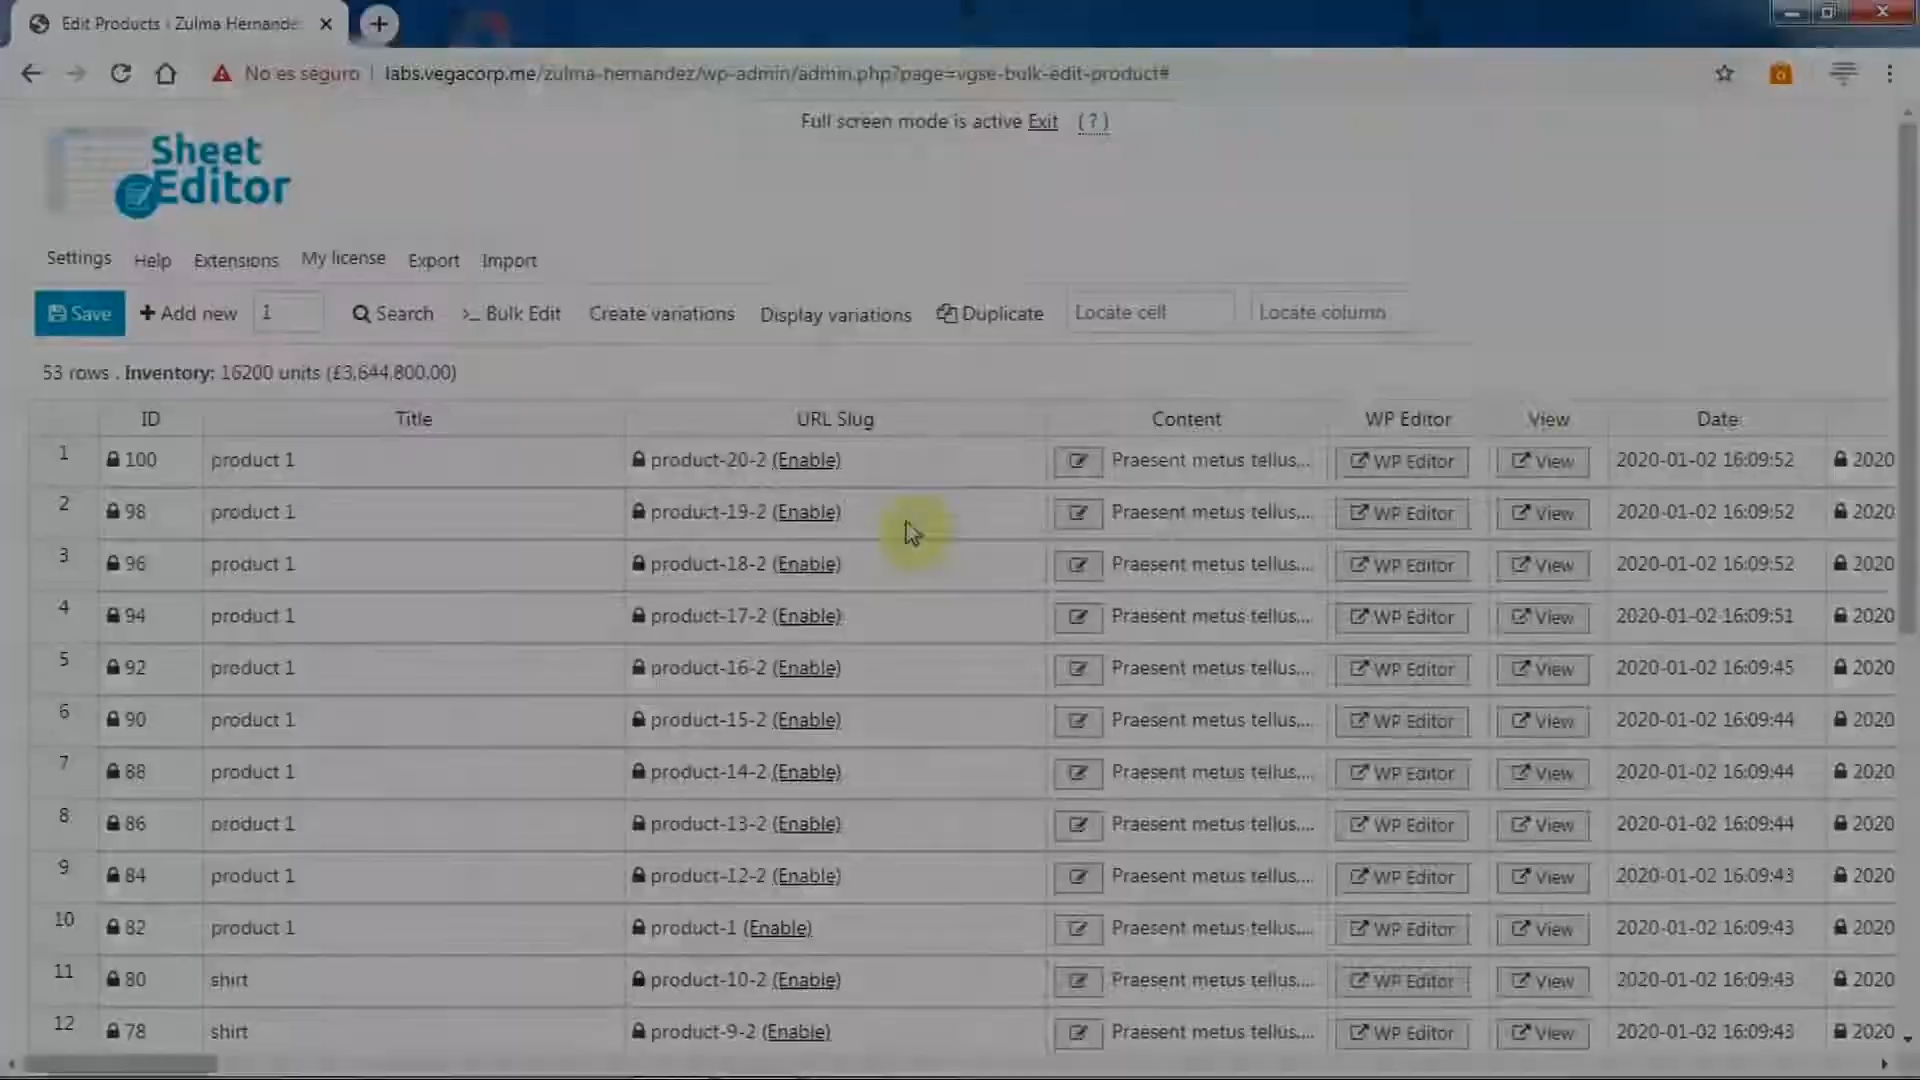 Edit Products ‹ Zulma Hernande
No es seguro | labs.vegacorp.me/zulma-hernandez/wp-admin/admin.php?page=vgse-bulk-edit-product#
Full screen mode is active Exit (?)
Sheet
Editor
Settings Help Extensions My license Export Import
Save Add new 1 Search Bulk Edit Create variations Display variations Duplicate Locate cell Locate column
53 rows . Inventory: 16200 units (£3,644,800.00)
ID Title URL Slug Content WP Editor View Date
1 100 product 1 product-20-2 (Enable) Praesent metus tellus,... WP Editor View 2020-01-02 16:09:52 2020
2 98 product 1 product-19-2 (Enable) Praesent metus tellus,... WP Editor View 2020-01-02 16:09:52 2020
3 96 product 1 product-18-2 (Enable) Praesent metus tellus,... WP Editor View 2020-01-02 16:09:52 2020
4 94 product 1 product-17-2 (Enable) Praesent metus tellus,... WP Editor View 2020-01-02 16:09:51 2020
5 92 product 1 product-16-2 (Enable) Praesent metus tellus,... WP Editor View 2020-01-02 16:09:45 2020
6 90 product 1 product-15-2 (Enable) Praesent metus tellus,... WP Editor View 2020-01-02 16:09:44 2020
7 88 product 1 product-14-2 (Enable) Praesent metus tellus,... WP Editor View 2020-01-02 16:09:44 2020
8 86 product 1 product-13-2 (Enable) Praesent metus tellus,... WP Editor View 2020-01-02 16:09:44 2020
9 84 product 1 product-12-2 (Enable) Praesent metus tellus,... WP Editor View 2020-01-02 16:09:43 2020
10 82 product 1 product-1 (Enable) Praesent metus tellus,... WP Editor View 2020-01-02 16:09:43 2020
11 80 shirt product-10-2 (Enable) Praesent metus tellus,... WP Editor View 2020-01-02 16:09:43 2020
12 78 shirt product-9-2 (Enable) Praesent metus tellus,... WP Editor View 2020-01-02 16:09:43 2020